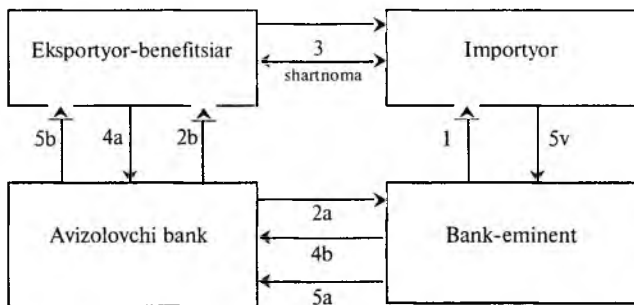 Eksportyor-benefitsiar
3
shartnoma
Importyor
5b
4a
2b
1
5v
Avizolovchi bank
2a
4b
5a
Bank-eminent